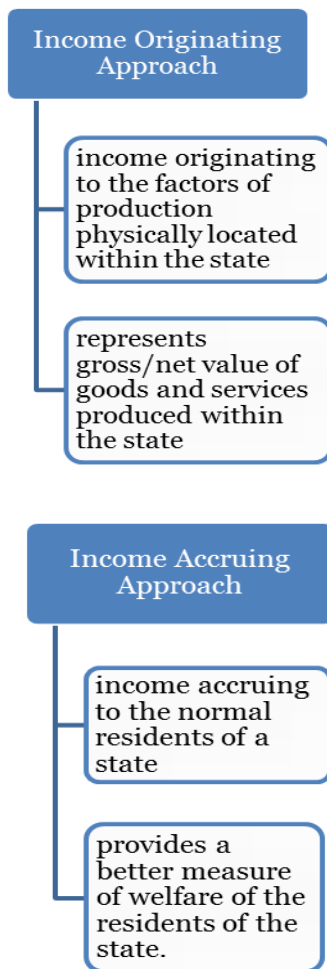 Income Originating
Approach
income originating
to the factors of
production
physically located
within the state
represents
gross/net value of
goods and services
produced within
the state
Income Accruing
Approach
income accruing
to the normal
residents of a
state
provides a
better measure
of welfare of the
residents of the
state.